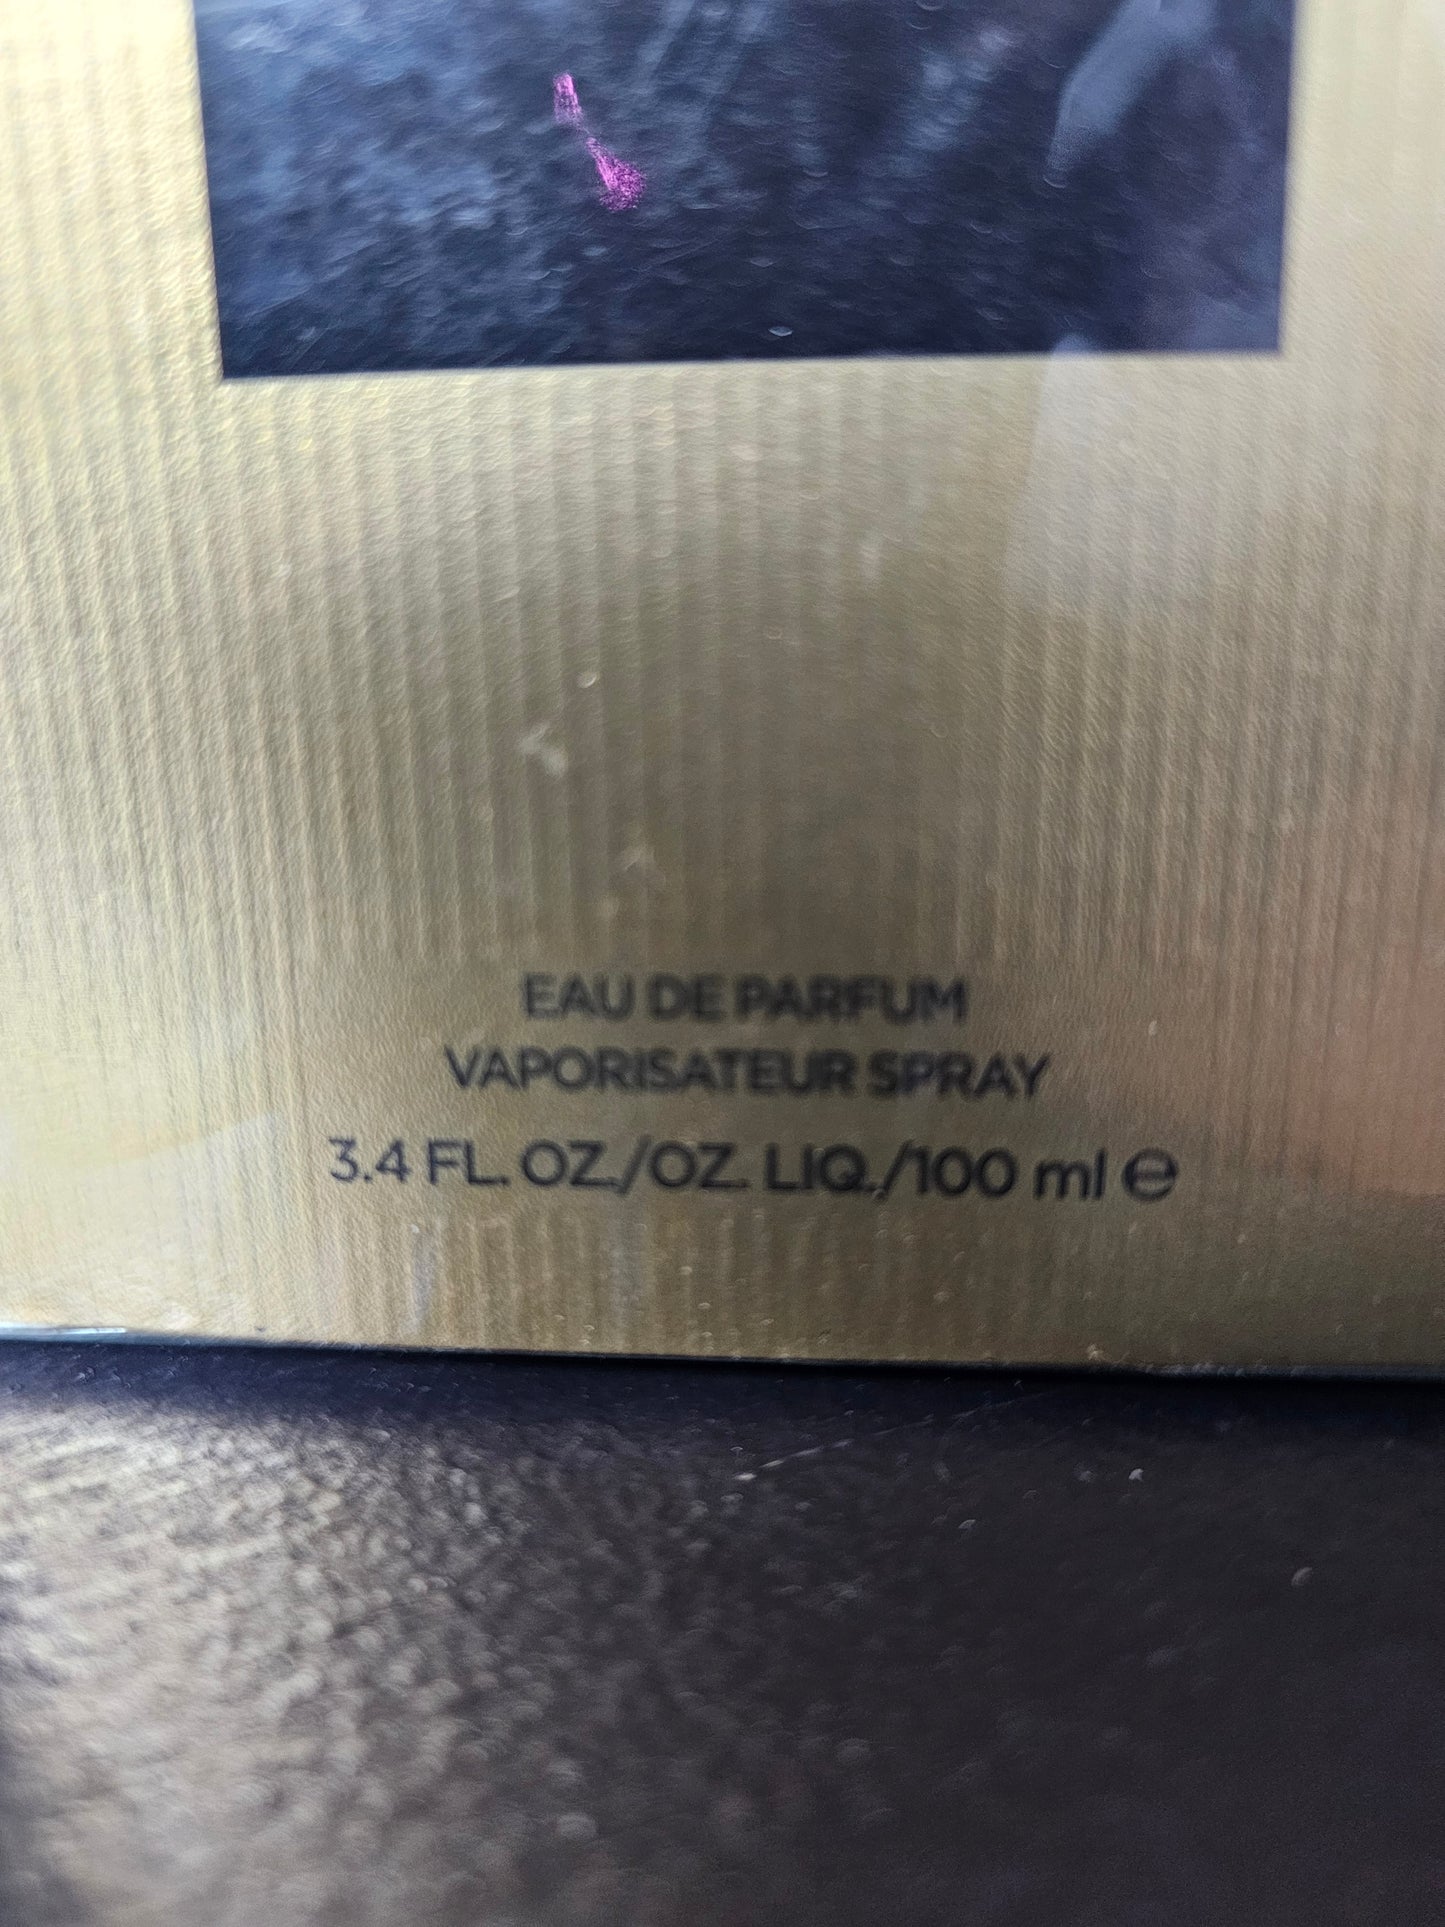 EAU DE PARFUM
VAPORISATEUR SPRAY
3.4 FL. OZ./OZ. LIQ./100 ml ℮